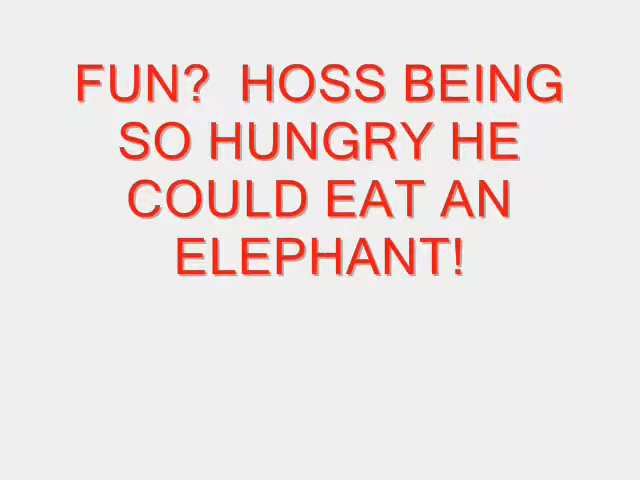 FUN?  HOSS BEING
SO HUNGRY HE
COULD EAT AN
ELEPHANT!